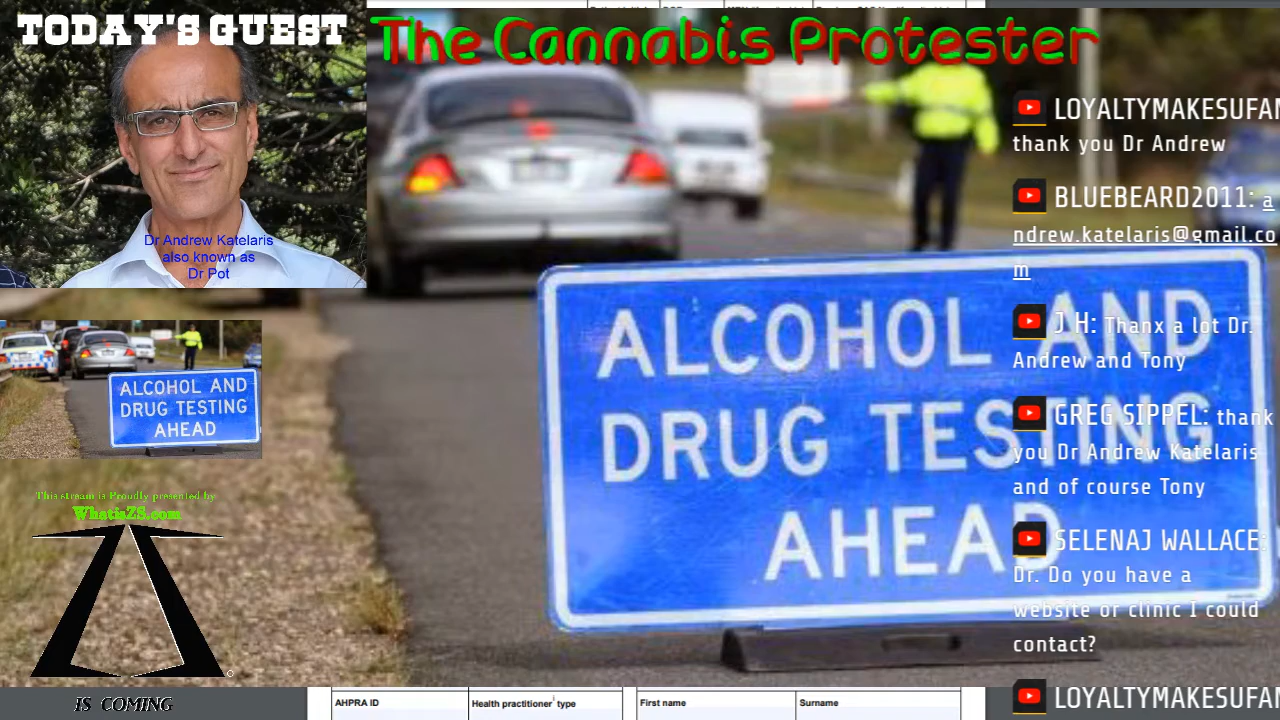 TODAY'S GUEST
The Cannabis Protester
Dr Andrew Katelaris
also known as
Dr Pot
ALCOHOL AND
DRUG TESTING
AHEAD
This stream is Proudly presented by
WhatisZS.com
IS COMING
ALCOHOL AND
DRUG TESTING
AHEAD
LOYALTYMAKESUFAM
thank you Dr Andrew
BLUEBEARD2011: a
ndrew.katelaris@gmail.co
m
J H: Thanx a lot Dr.
Andrew and Tony
GREG SIPPEL: thank
you Dr Andrew Katelaris
and of course Tony
SELENAJ WALLACE:
Dr. Do you have a
website or clinic I could
contact?
LOYALTYMAKESUFAM
AHPRA ID
Health practitioner type
First name
Surname